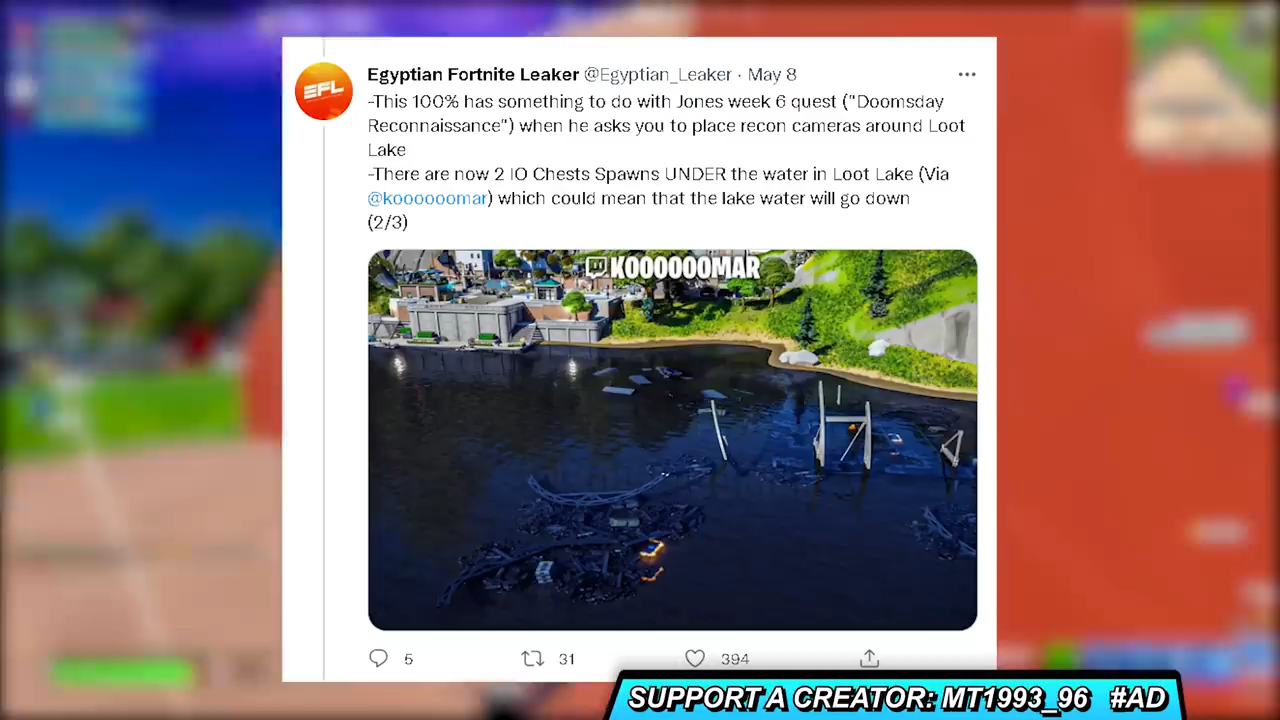 EFL
Egyptian Fortnite Leaker @Egyptian_Leaker · May 8
-This 100% has something to do with Jones week 6 quest ("Doomsday
Reconnaissance") when he asks you to place recon cameras around Loot
Lake
-There are now 2 IO Chests Spawns UNDER the water in Loot Lake (Via
@koooooomar) which could mean that the lake water will go down
(2/3)
KOOOOOOMAR
5
31
394
SUPPORT A CREATOR: MT1993_96 #AD